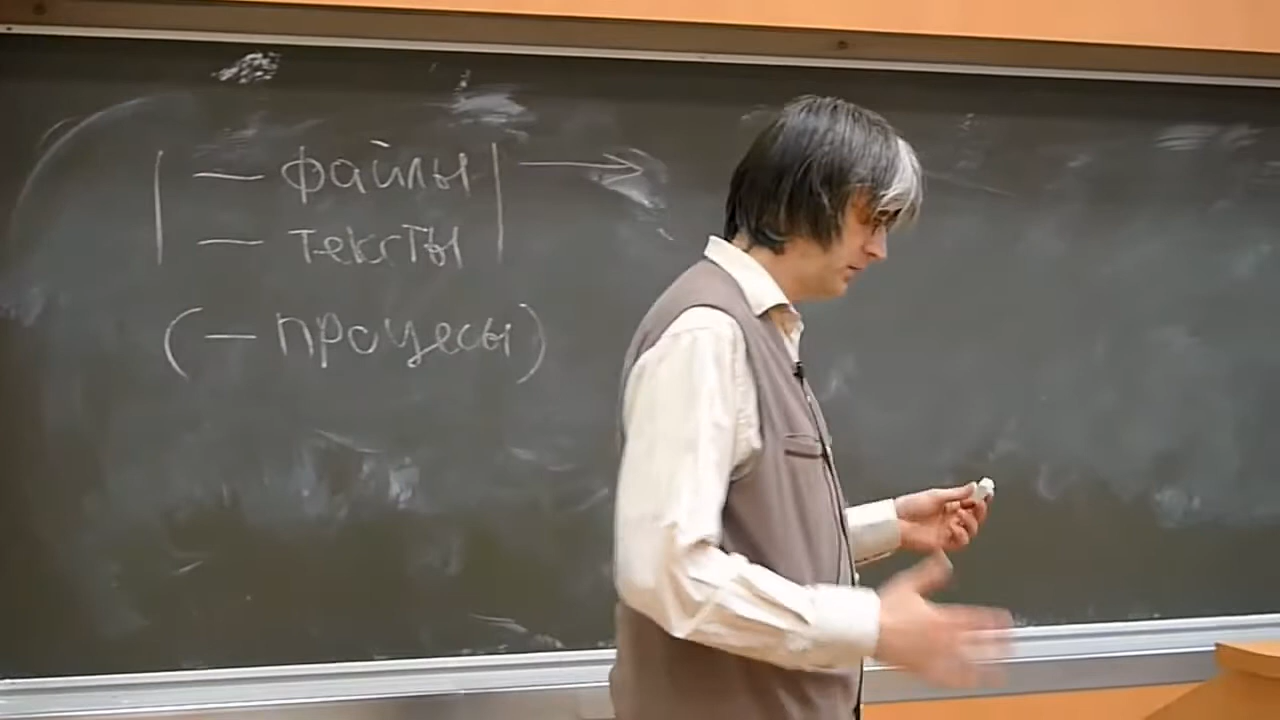 | — файлы | →
— тексты
(— процесы)